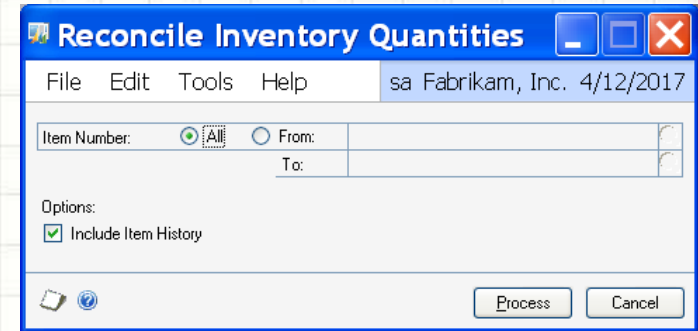 Reconcile Inventory Quantities
File Edit Tools Help sa Fabrikam, Inc. 4/12/2017
Item Number: All From:
To:
Options:
Include Item History
Process Cancel